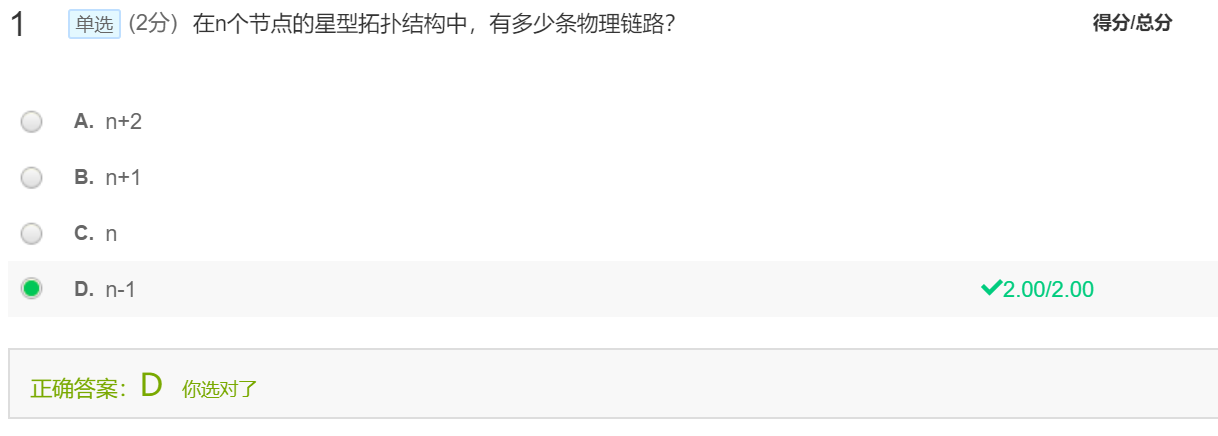 1 单选 (2分) 在n个节点的星型拓扑结构中，有多少条物理链路？ 得分/总分
A. n+2
B. n+1
C. n
D. n-1 2.00/2.00
正确答案：D 你选对了